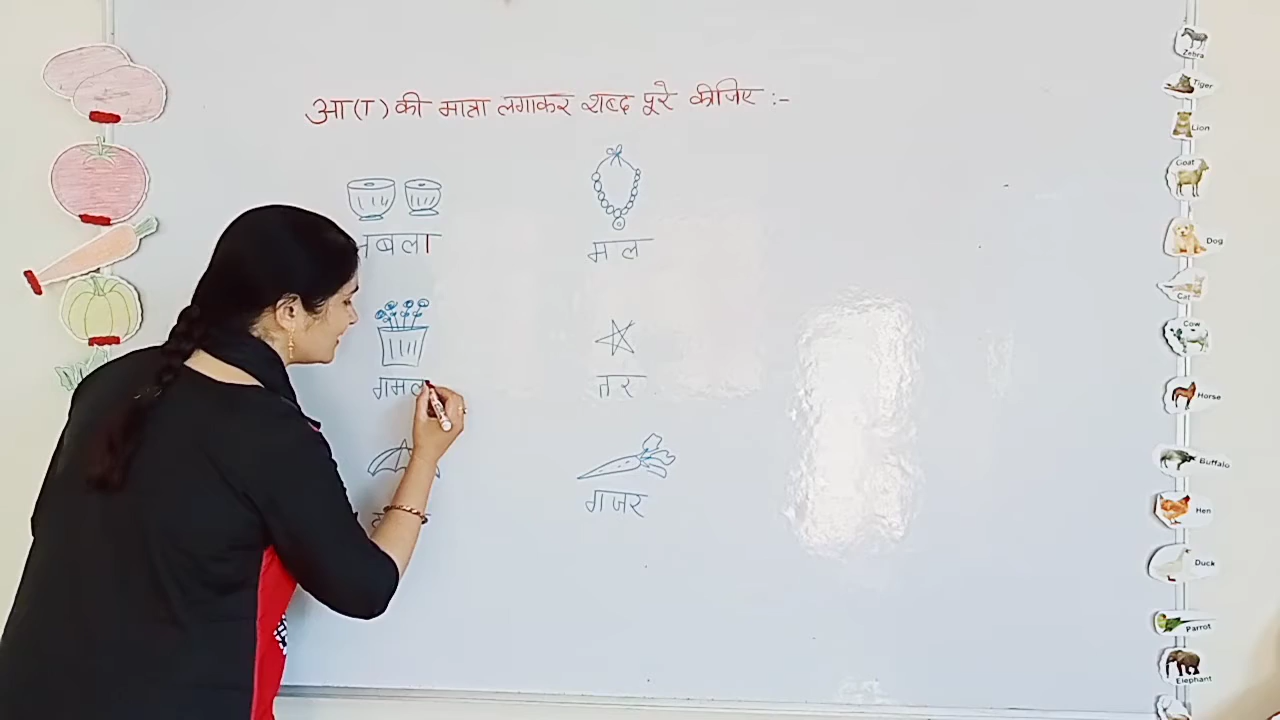 आ(ा) की मात्रा लगाकर शब्द पूरे कीजिए :-
तबला
मल
गमल
तर
गजर
Zebra
Tiger
Lion
Goat
Dog
Cat
Cow
Horse
Buffalo
Hen
Duck
Parrot
Elephant